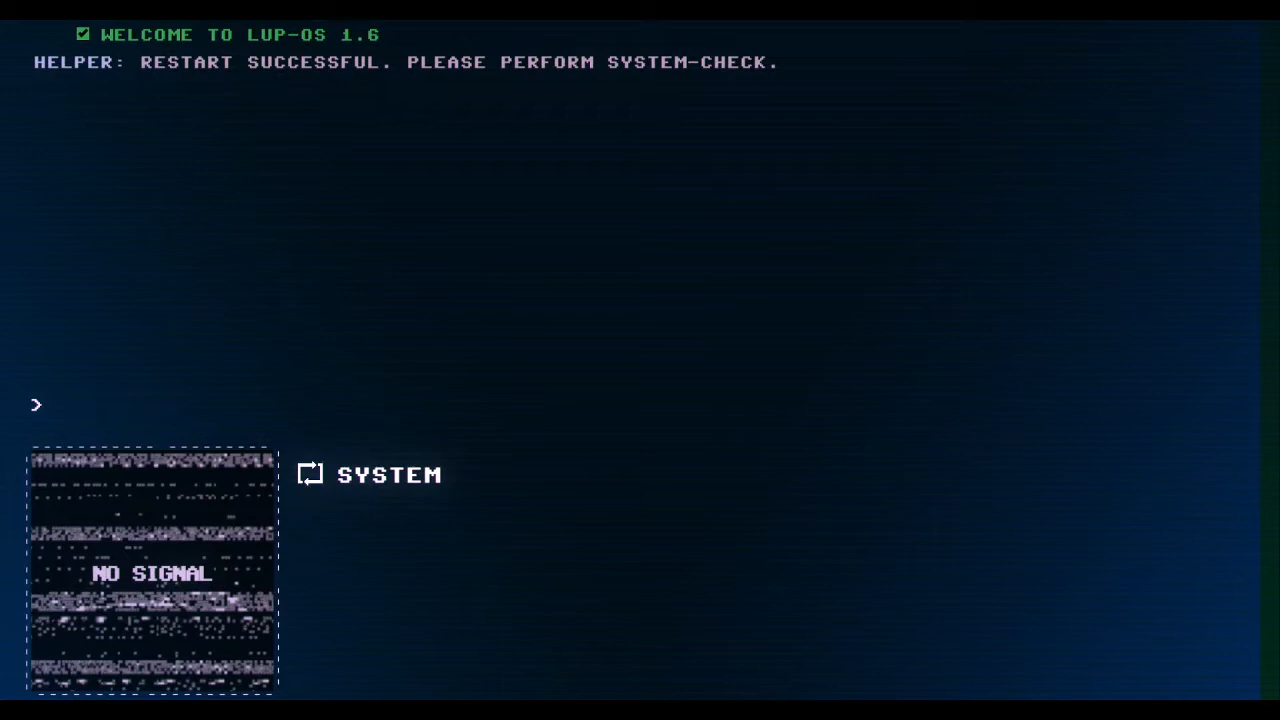 WELCOME TO LUP-OS 1.6
HELPER: RESTART SUCCESSFUL. PLEASE PERFORM SYSTEM-CHECK.
>
SYSTEM
NO SIGNAL